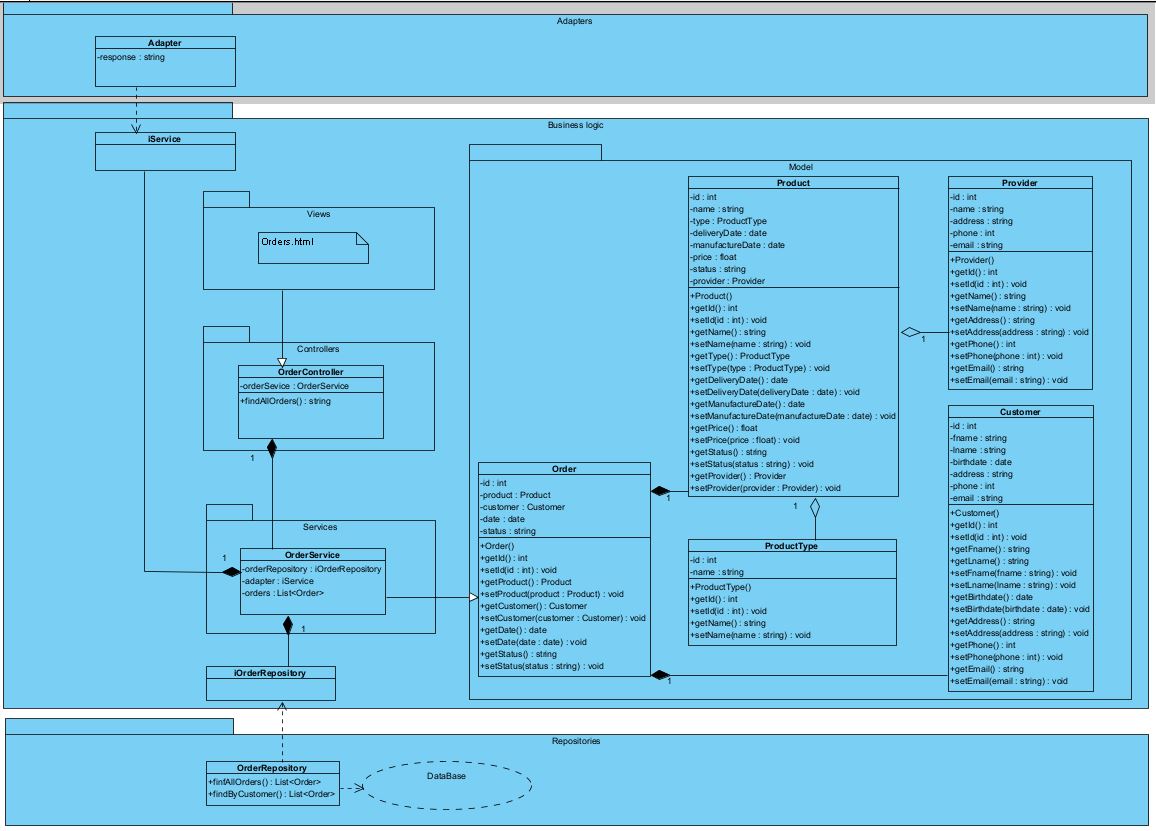 Adapters
Adapter
-response : string
Business logic
iService
Views
Orders.html
Controllers
OrderController
-orderSevice : OrderService
+findAllOrders() : string
1
Services
1
OrderService
-orderRepository : iOrderRepository
-adapter : iService
-orders : List<Order>
1
iOrderRepository
Model
Product
-id : int
-name : string
-type : ProductType
-deliveryDate : date
-manufactureDate : date
-price : float
-status : string
-provider : Provider
+Product()
+getId() : int
+setId(id : int) : void
+getName() : string
+setName(name : string) : void
+getType() : ProductType
+setType(type : ProductType) : void
+getDeliveryDate() : date
+setDeliveryDate(deliveryDate : date) : void
+getManufactureDate() : date
+setManufactureDate(manufactureDate : date) : void
+getPrice() : float
+setPrice(price : float) : void
+getStatus() : string
+setStatus(status : string) : void
+getProvider() : Provider
+setProvider(provider : Provider) : void
1
Provider
-id : int
-name : string
-address : string
-phone : int
-email : string
+Provider()
+getId() : int
+setId(id : int) : void
+getName() : string
+setName(name : string) : void
+getAddress() : string
+setAddress(address : string) : void
+getPhone() : int
+setPhone(phone : int) : void
+getEmail() : string
+setEmail(email : string) : void
Order
-id : int
-product : Product
-customer : Customer
-date : date
-status : string
+Order()
+getId() : int
+setId(id : int) : void
+getProduct() : Product
+setProduct(product : Product) : void
+getCustomer() : Customer
+setCustomer(customer : Customer) : void
+getDate() : date
+setDate(date : date) : void
+getStatus() : string
+setStatus(status : string) : void
1
1
1
ProductType
-id : int
-name : string
+ProductType()
+getId() : int
+setId(id : int) : void
+getName() : string
+setName(name : string) : void
Customer
-id : int
-fname : string
-lname : string
-birthdate : date
-address : string
-phone : int
-email : string
+Customer()
+getId() : int
+setId(id : int) : void
+getFname() : string
+getLname() : string
+setFname(fname : string) : void
+setLname(lname : string) : void
+getBirthdate() : date
+setBirthdate(birthdate : date) : void
+getAddress() : string
+setAddress(address : string) : void
+getPhone() : int
+setPhone(phone : int) : void
+getEmail() : string
+setEmail(email : string) : void
Repositories
OrderRepository
+finfAllOrders() : List<Order>
+findByCustomer() : List<Order>
DataBase